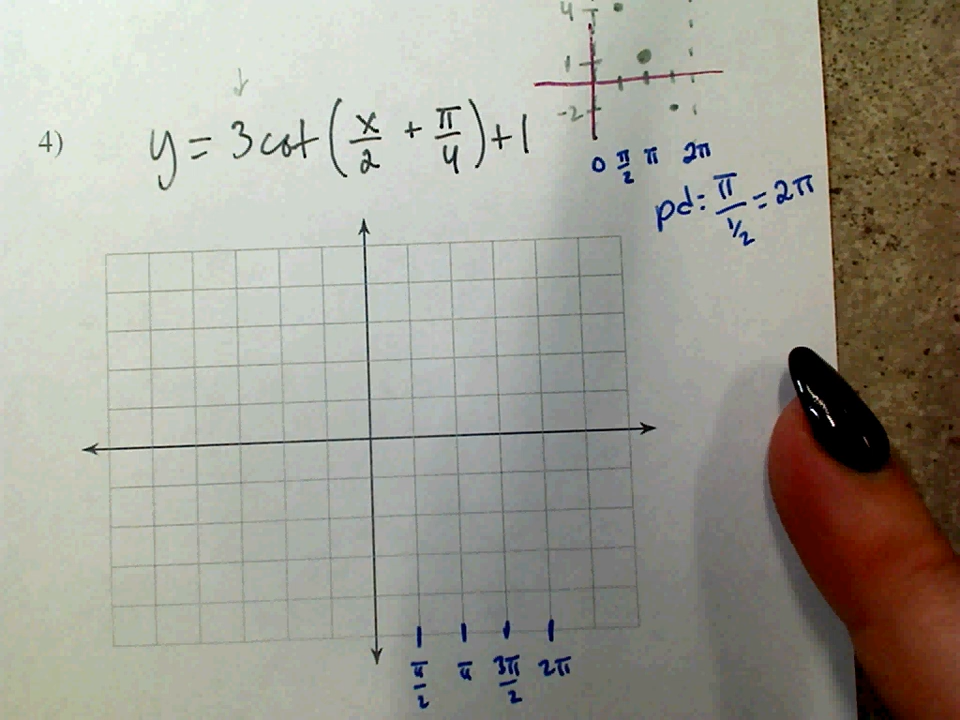 4
1
-2
0 π/2 π 2π
4) y = 3cot(x/2 + π/4) + 1
pd: π/½ = 2π
π/2 π 3π/2 2π